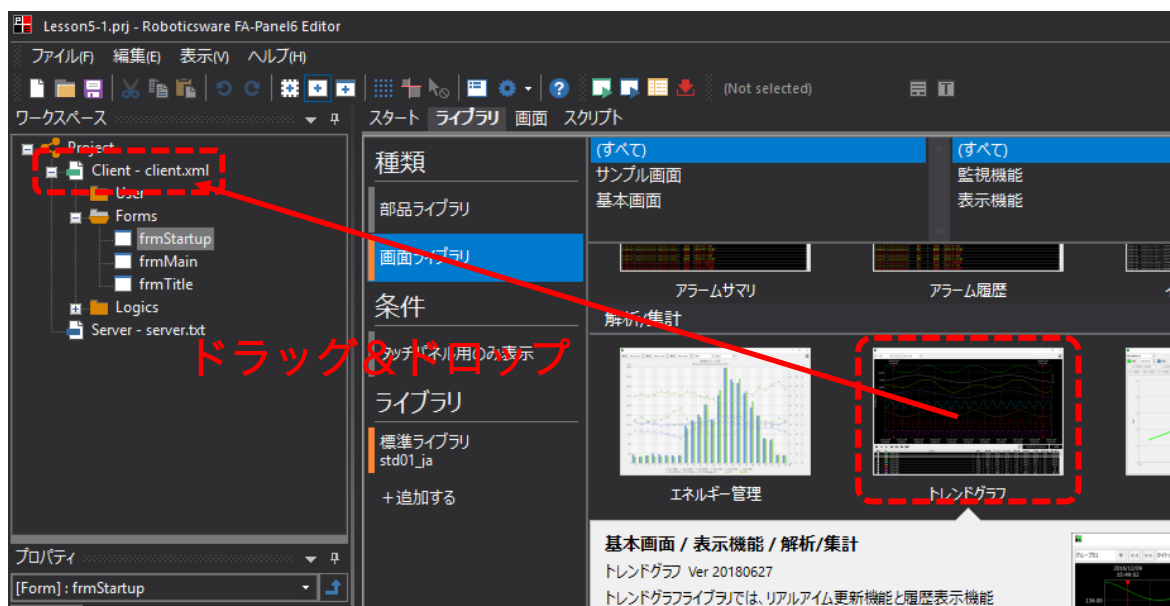 Lesson5-1.prj - Roboticsware FA-Panel6 Editor
ファイル(F) 編集(E) 表示(V) ヘルプ(H)
(Not selected)
ワークスペース
スタート ライブラリ 画面 スクリプト
Project
Client - client.xml
User
Forms
frmStartup
frmMain
frmTitle
Logics
Server - server.txt
種類
部品ライブラリ
画面ライブラリ
条件
タッチパネル用のみ表示
ライブラリ
標準ライブラリ
std01_ja
+追加する
(すべて)
サンプル画面
基本画面
(すべて)
監視機能
表示機能
アラームサマリ
アラーム履歴
解析/集計
エネルギー管理
トレンドグラフ
ドラッグ&ドロップ
基本画面 / 表示機能 / 解析/集計
トレンドグラフ Ver 20180627
トレンドグラフライブラリでは、リアルアイム更新機能と履歴表示機能
プロパティ
[Form] : frmStartup